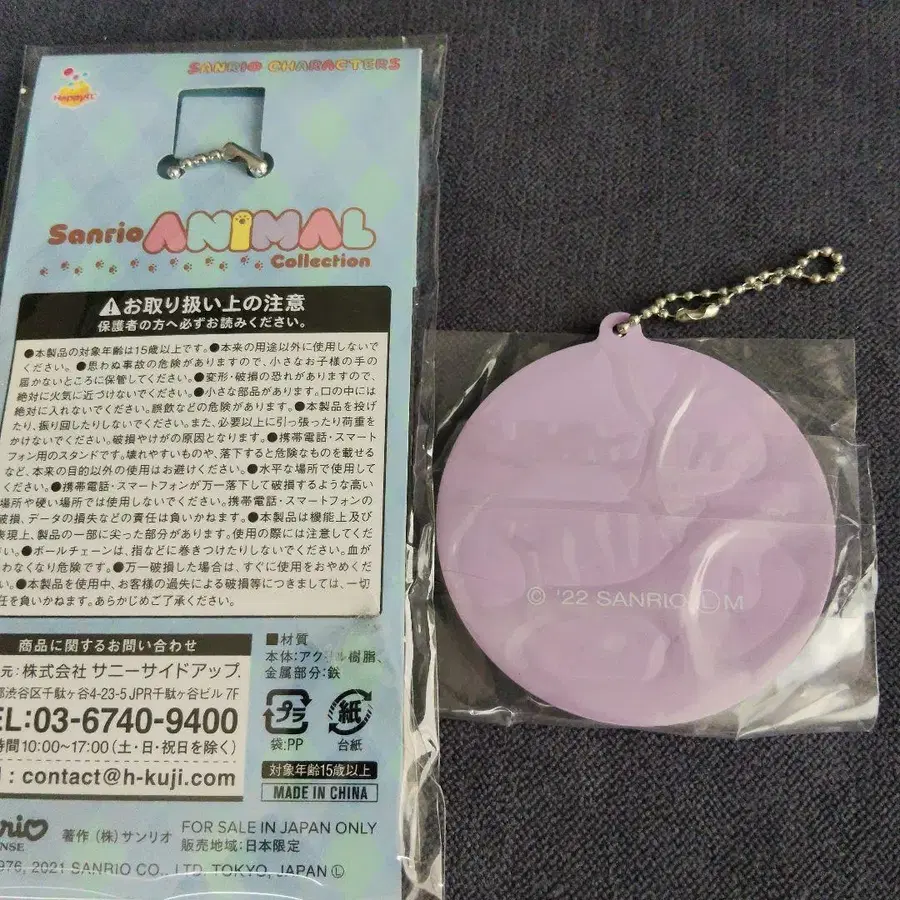 SANRIO CHARACTERS
Happyくじ
Sanrio ANIMAL
Collection
お取り扱い上の注意
保護者の方へ必ずお読みください。
●本製品の対象年齢は15歳以上です。●本来の用途以外に使用しないで
ください。●思わぬ事故の危険がありますので、小さなお子様の手の
届かないところに保管してください。●変形・破損の恐れがありますので、
絶対に火気に近づけないでください。●小さな部品があります。口の中には
絶対に入れないでください。誤飲などの危険があります。●本製品を投げ
たり、振り回したりしないでください。また、必要以上に引っ張ったり荷重を
かけないでください。破損やけがの原因となります。●携帯電話・スマート
フォン用のスタンドです。壊れやすいものや、落下すると危険なものを載せる
など、本来の目的以外の使用はお避けください。●水平な場所で使用して
ください。●携帯電話・スマートフォンが万一落下して破損するような高い
場所や硬い場所では使用しないでください。携帯電話・スマートフォンの
破損、データの損失などの責任は負いかねます。●本製品は機能上及び
表現上、製品の一部に尖った部分があります。使用の際には注意してくだ
い。●ボールチェーンは、指などに巻きつけたりしないでください。血が
わなくなり危険です。●万一破損した場合は、すぐに使用をおやめくだ
い。●本製品を使用中、お客様の過失による破損等につきましては、一切
任を負いかねます。あらかじめご了承ください。
商品に関するお問い合わせ
元:株式会社 サニーサイドアップ
都渋谷区千駄ヶ谷4-23-5 JPR千駄ヶ谷ビル 7F
EL:03-6740-9400
時間 10:00~17:00(土・日・祝日を除く)
: contact@h-kuji.com
■材質
本体:アクリル樹脂、
金属部分:鉄
プラ
袋:PP
紙
台紙
対象年齢15歳以上
MADE IN CHINA
著作 (株)サンリオ
FOR SALE IN JAPAN ONLY
販売地域:日本限定
976, 2021 SANRIO CO., LTD. TOKYO, JAPAN Ⓛ
© '22 SANRIO ⓁM